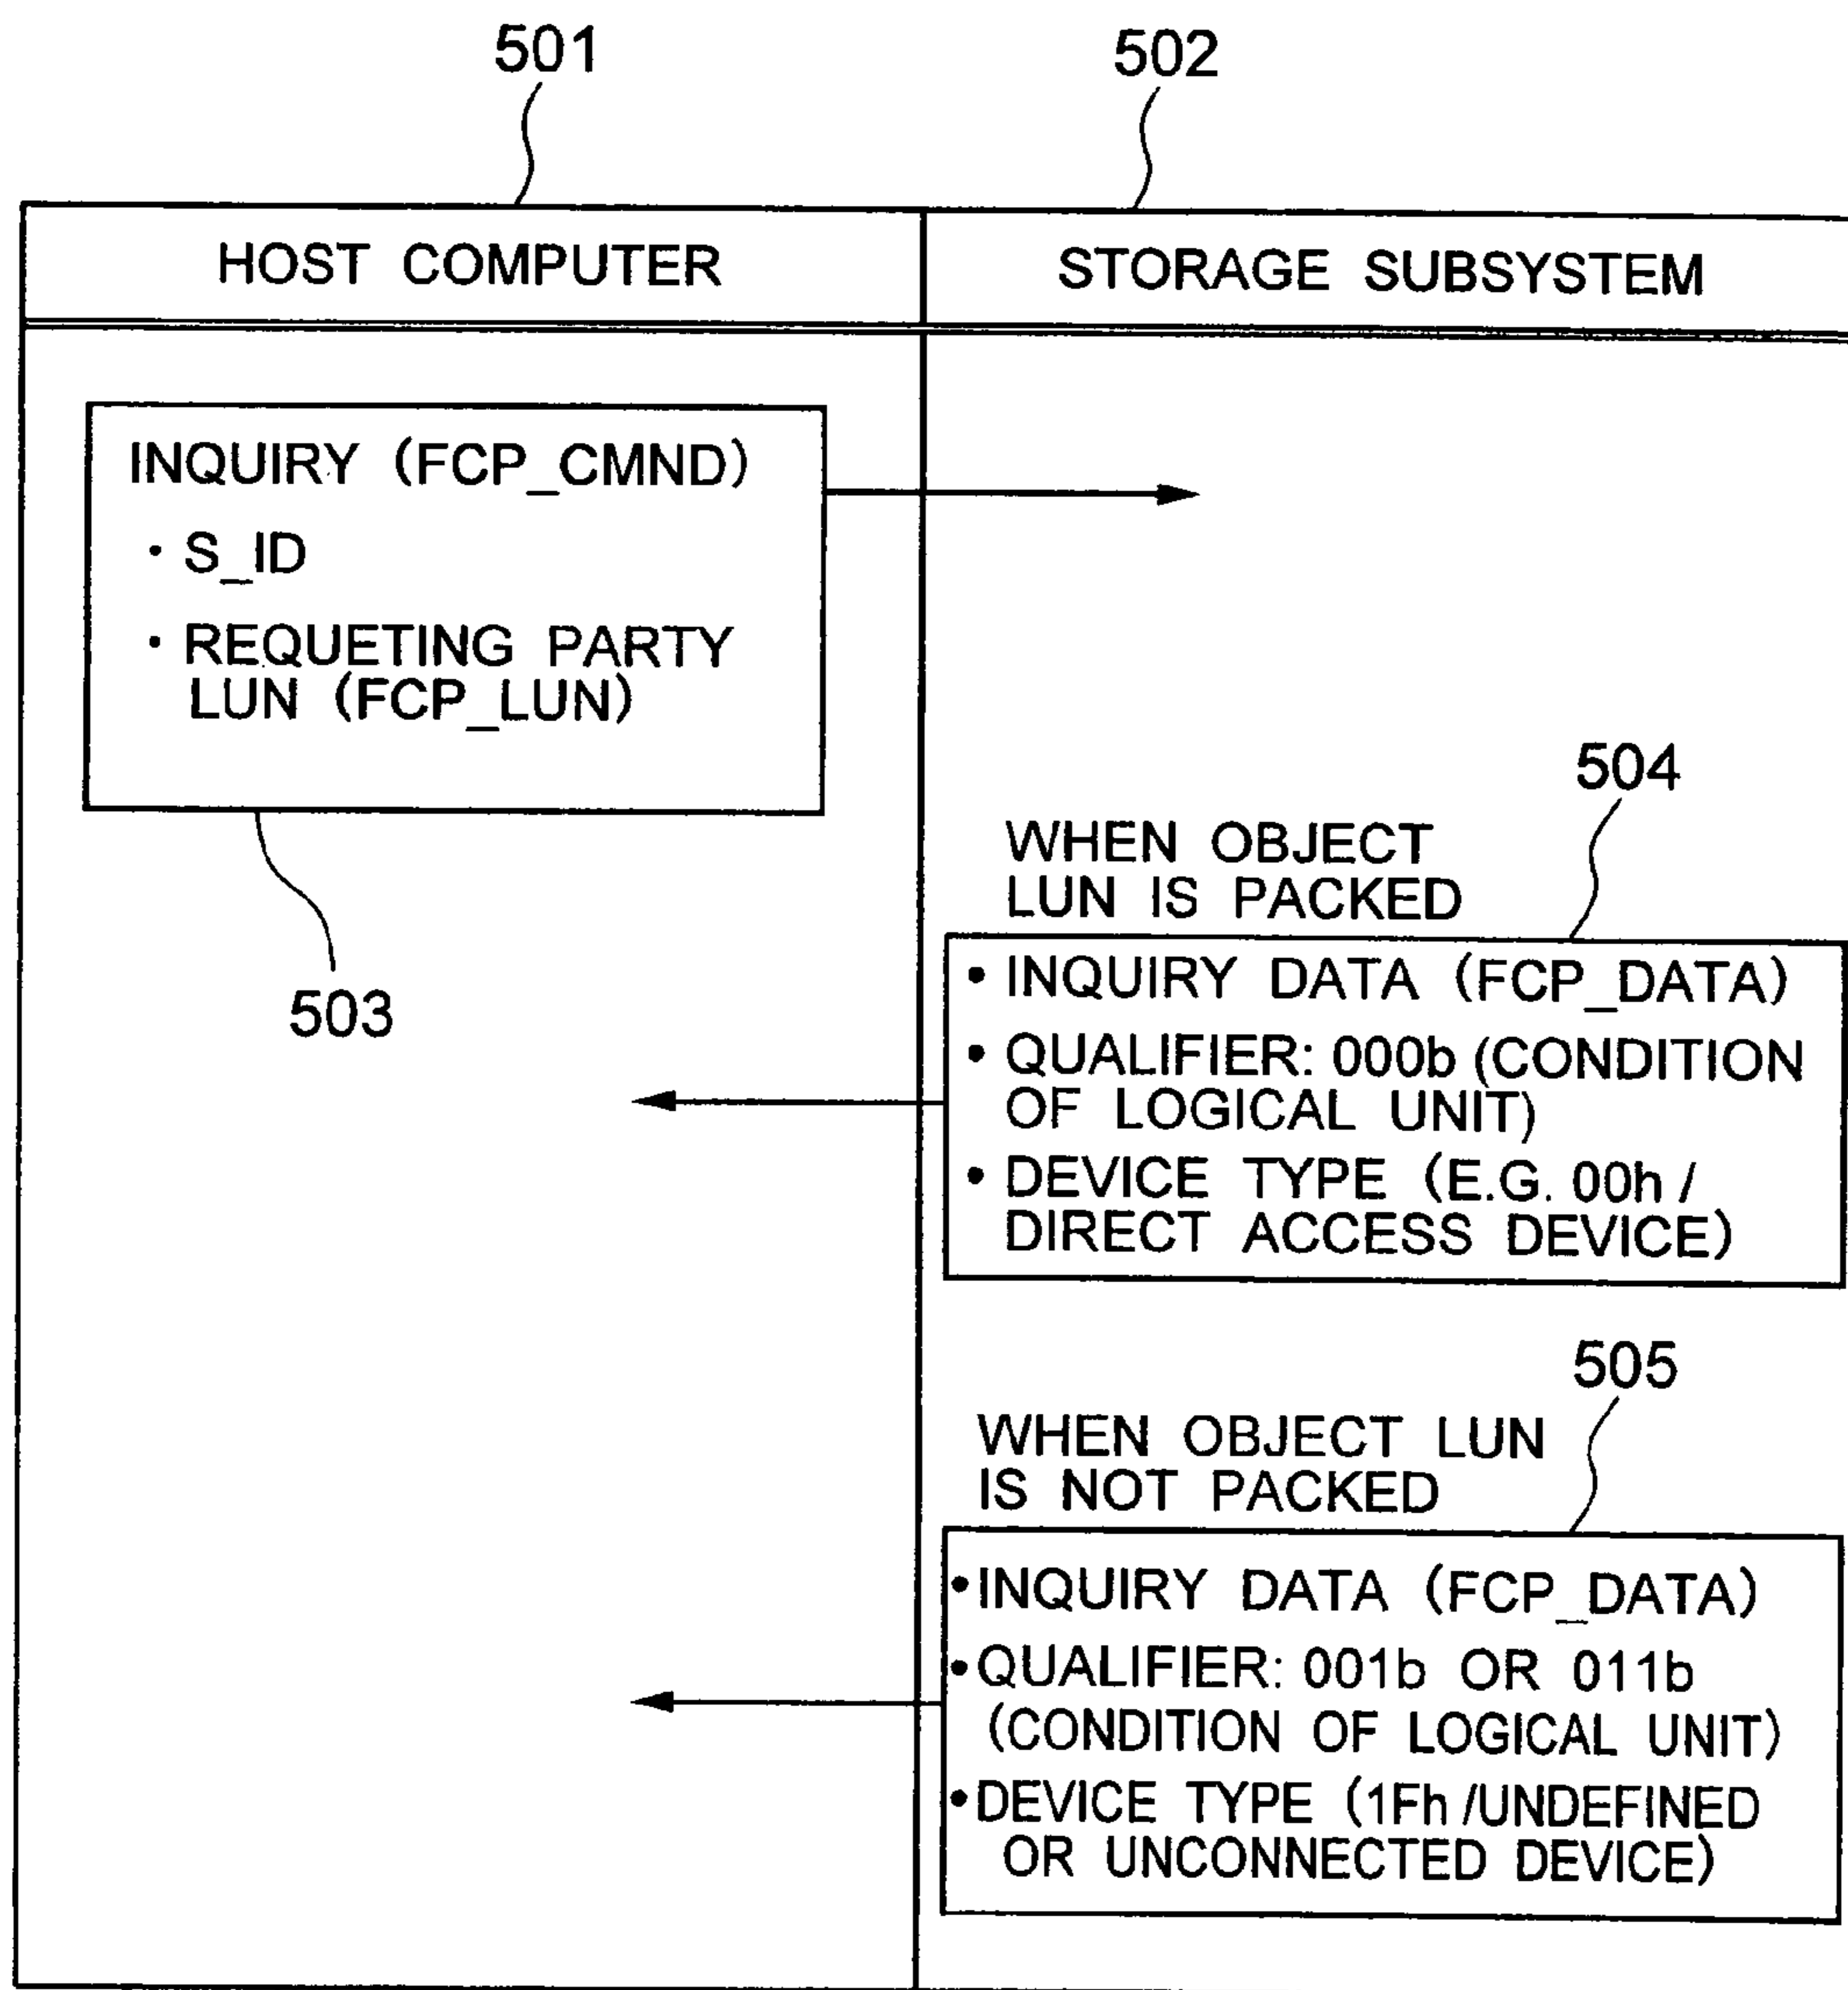 501
502
HOST COMPUTER
STORAGE SUBSYSTEM
INQUIRY (FCP_CMND)
· S_ID
· REQUETING PARTY
LUN (FCP_LUN)
503
504
WHEN OBJECT
LUN IS PACKED
• INQUIRY DATA (FCP_DATA)
• QUALIFIER: 000b (CONDITION
OF LOGICAL UNIT)
• DEVICE TYPE (E.G. 00h /
DIRECT ACCESS DEVICE)
505
WHEN OBJECT LUN
IS NOT PACKED
• INQUIRY DATA (FCP_DATA)
• QUALIFIER: 001b OR 011b
(CONDITION OF LOGICAL UNIT)
• DEVICE TYPE (1Fh /UNDEFINED
OR UNCONNECTED DEVICE)